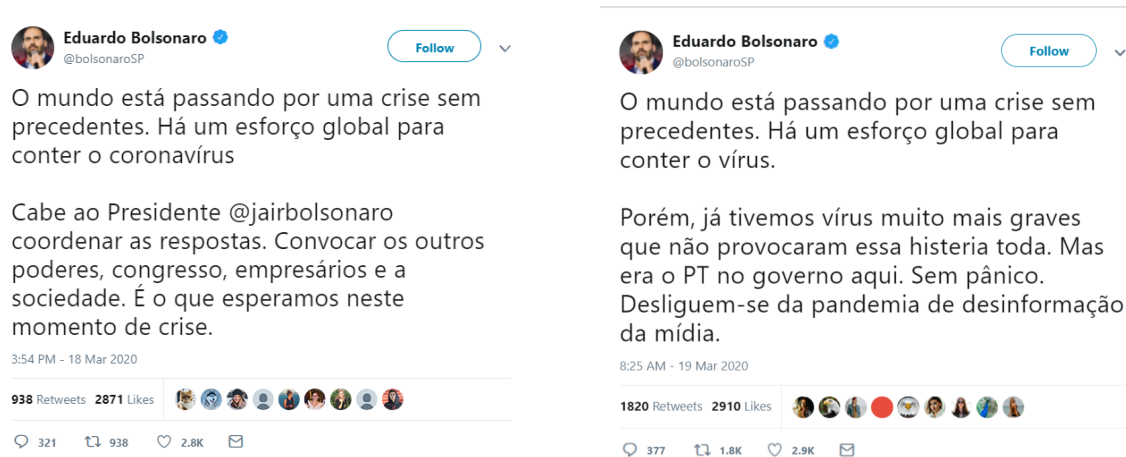 Eduardo Bolsonaro
@bolsonaroSP
Follow
O mundo está passando por uma crise sem
precedentes. Há um esforço global para
conter o coronavírus
Cabe ao Presidente @jairbolsonaro
coordenar as respostas. Convocar os outros
poderes, congresso, empresários e a
sociedade. É o que esperamos neste
momento de crise.
3:54 PM - 18 Mar 2020
938 Retweets 2871 Likes
321 938 2.8K
Eduardo Bolsonaro
@bolsonaroSP
Follow
O mundo está passando por uma crise sem
precedentes. Há um esforço global para
conter o vírus.
Porém, já tivemos vírus muito mais graves
que não provocaram essa histeria toda. Mas
era o PT no governo aqui. Sem pânico.
Desliguem-se da pandemia de desinformação
da mídia.
8:25 AM - 19 Mar 2020
1820 Retweets 2910 Likes
377 1.8K 2.9K